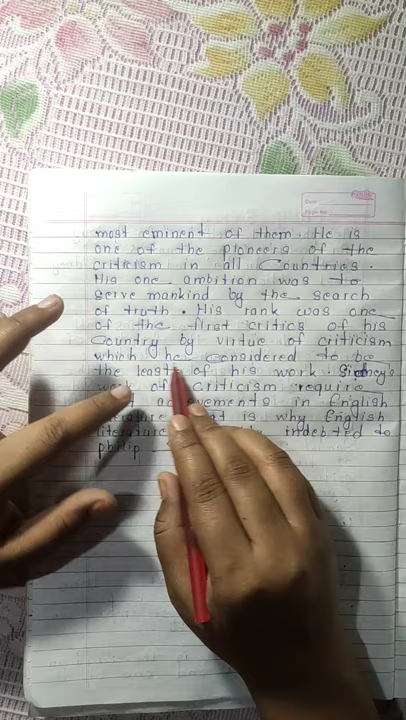 most eminent of them. He is
one of the pioneers of the
criticism in all Countries.
His one ambition was to
serve mankind by the search
of truth. His rank was one
of the first critics of his
Country by virtue of criticism
which he considered to be
the least of his work. Sidney's
work of criticism require
achievements in English
that is why English
literature indebted to
philip